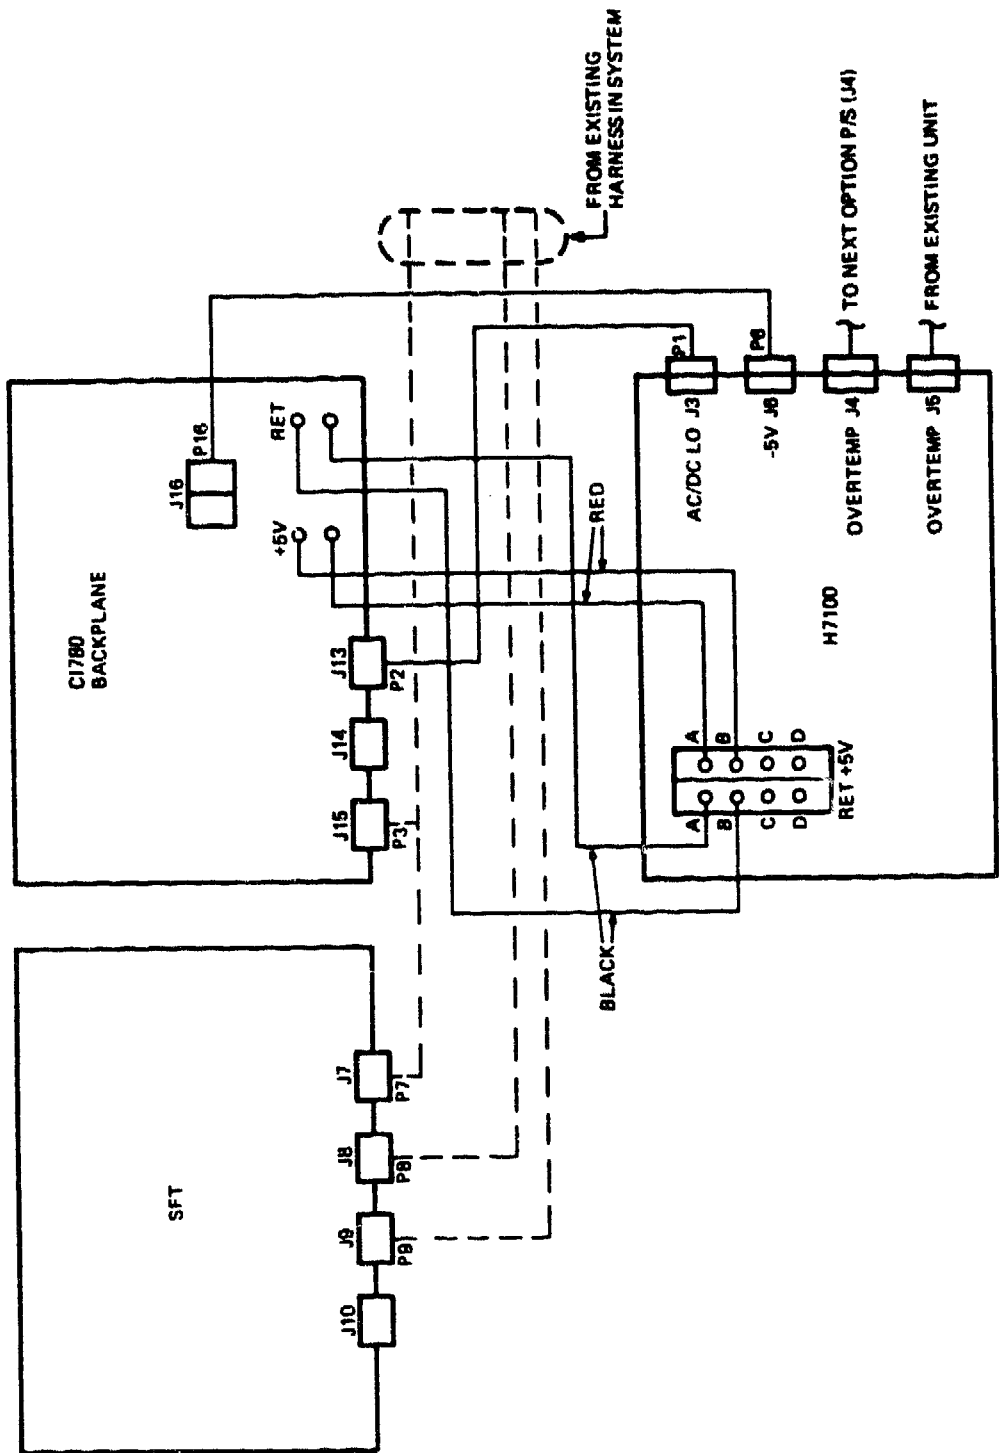 SFT
J10
J9
P9
J8
P8
J7
P7
CI780
BACKPLANE
J15
P3
J14
J13
P2
+5V
RET
J16
P16
FROM EXISTING
HARNESS IN SYSTEM
BLACK
RED
H7100
A
B
C
D
A
B
C
D
RET +5V
AC/DC LO J3
P1
-5V J6
P6
OVERTEMP J4
TO NEXT OPTION P/S (J4)
OVERTEMP J5
FROM EXISTING UNIT